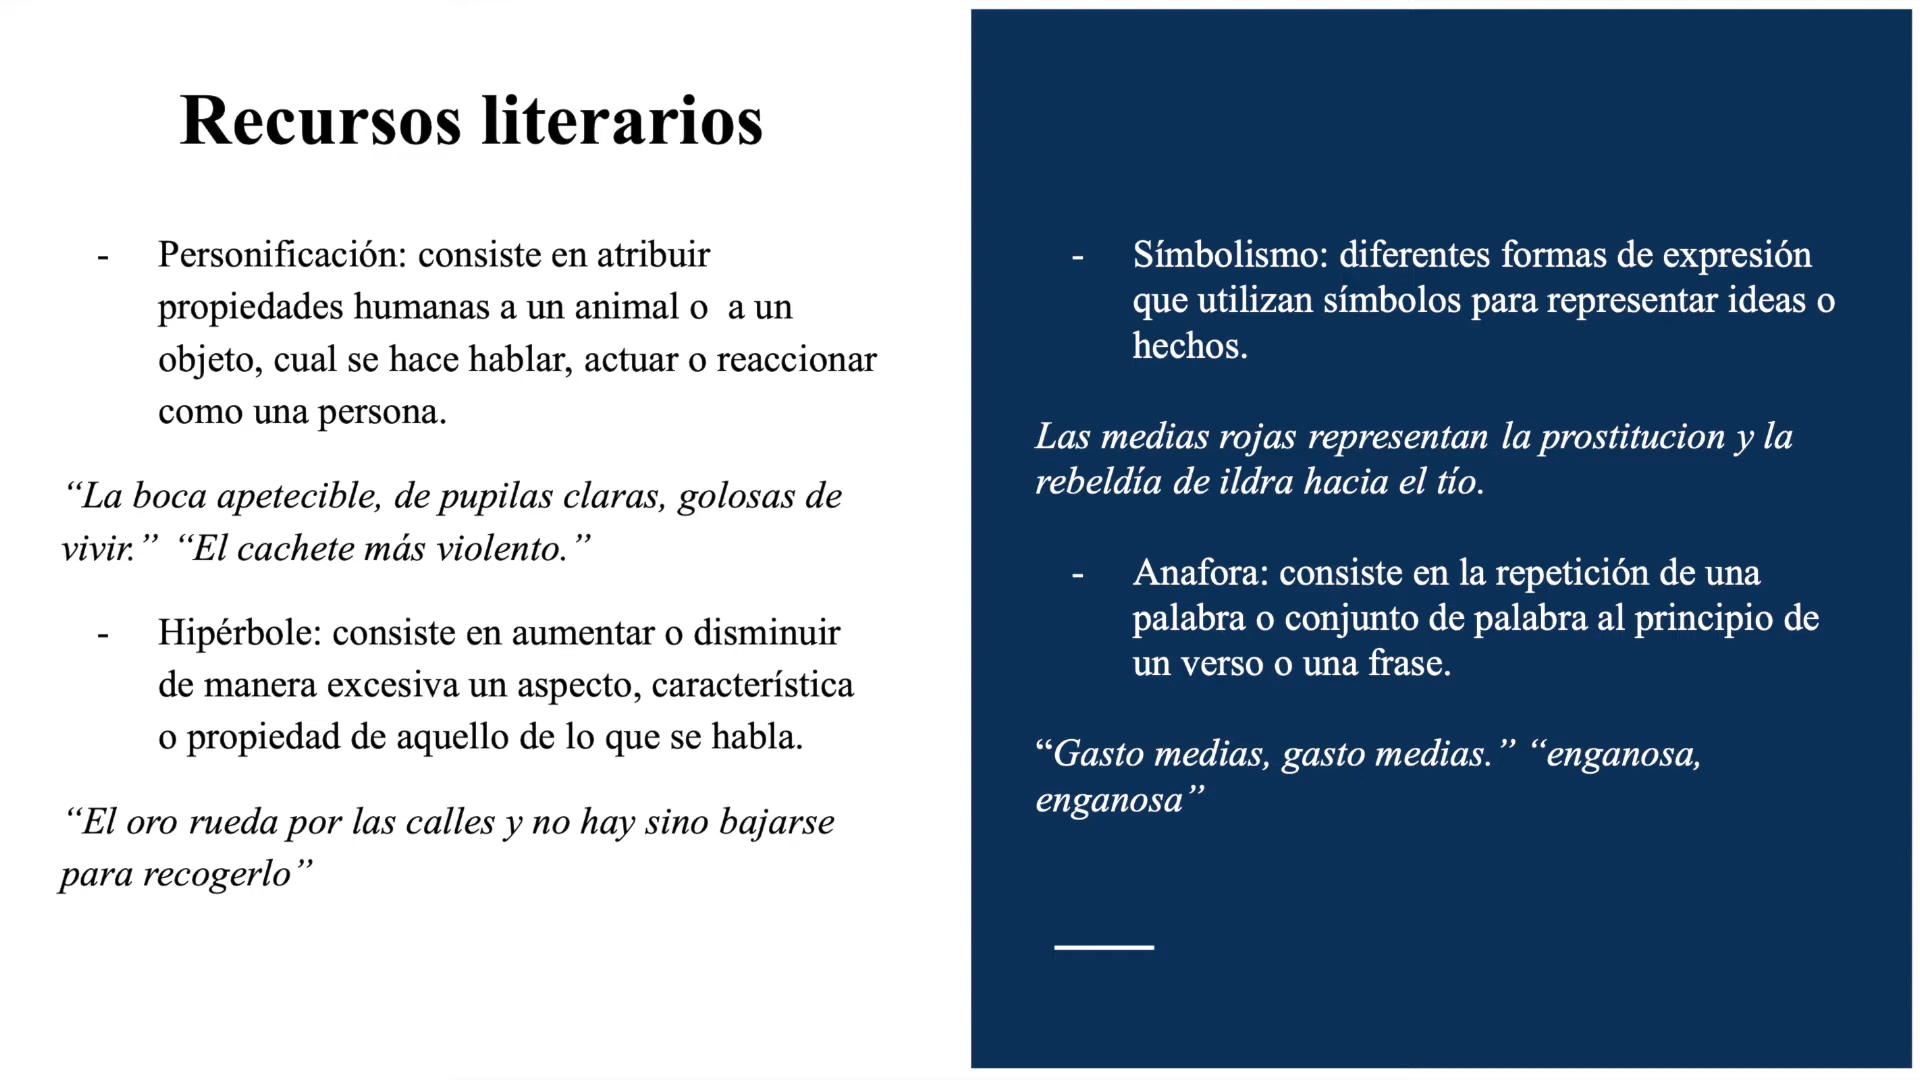 Recursos literarios
- Personificación: consiste en atribuir
propiedades humanas a un animal o  a un
objeto, cual se hace hablar, actuar o reaccionar
como una persona.
“La boca apetecible, de pupilas claras, golosas de
vivir.” “El cachete más violento.”
- Hipérbole: consiste en aumentar o disminuir
de manera excesiva un aspecto, característica
o propiedad de aquello de lo que se habla.
“El oro rueda por las calles y no hay sino bajarse
para recogerlo”
- Símbolismo: diferentes formas de expresión
que utilizan símbolos para representar ideas o
hechos.
Las medias rojas representan la prostitucion y la
rebeldía de ildra hacia el tío.
- Anafora: consiste en la repetición de una
palabra o conjunto de palabra al principio de
un verso o una frase.
“Gasto medias, gasto medias.” “enganosa,
enganosa”